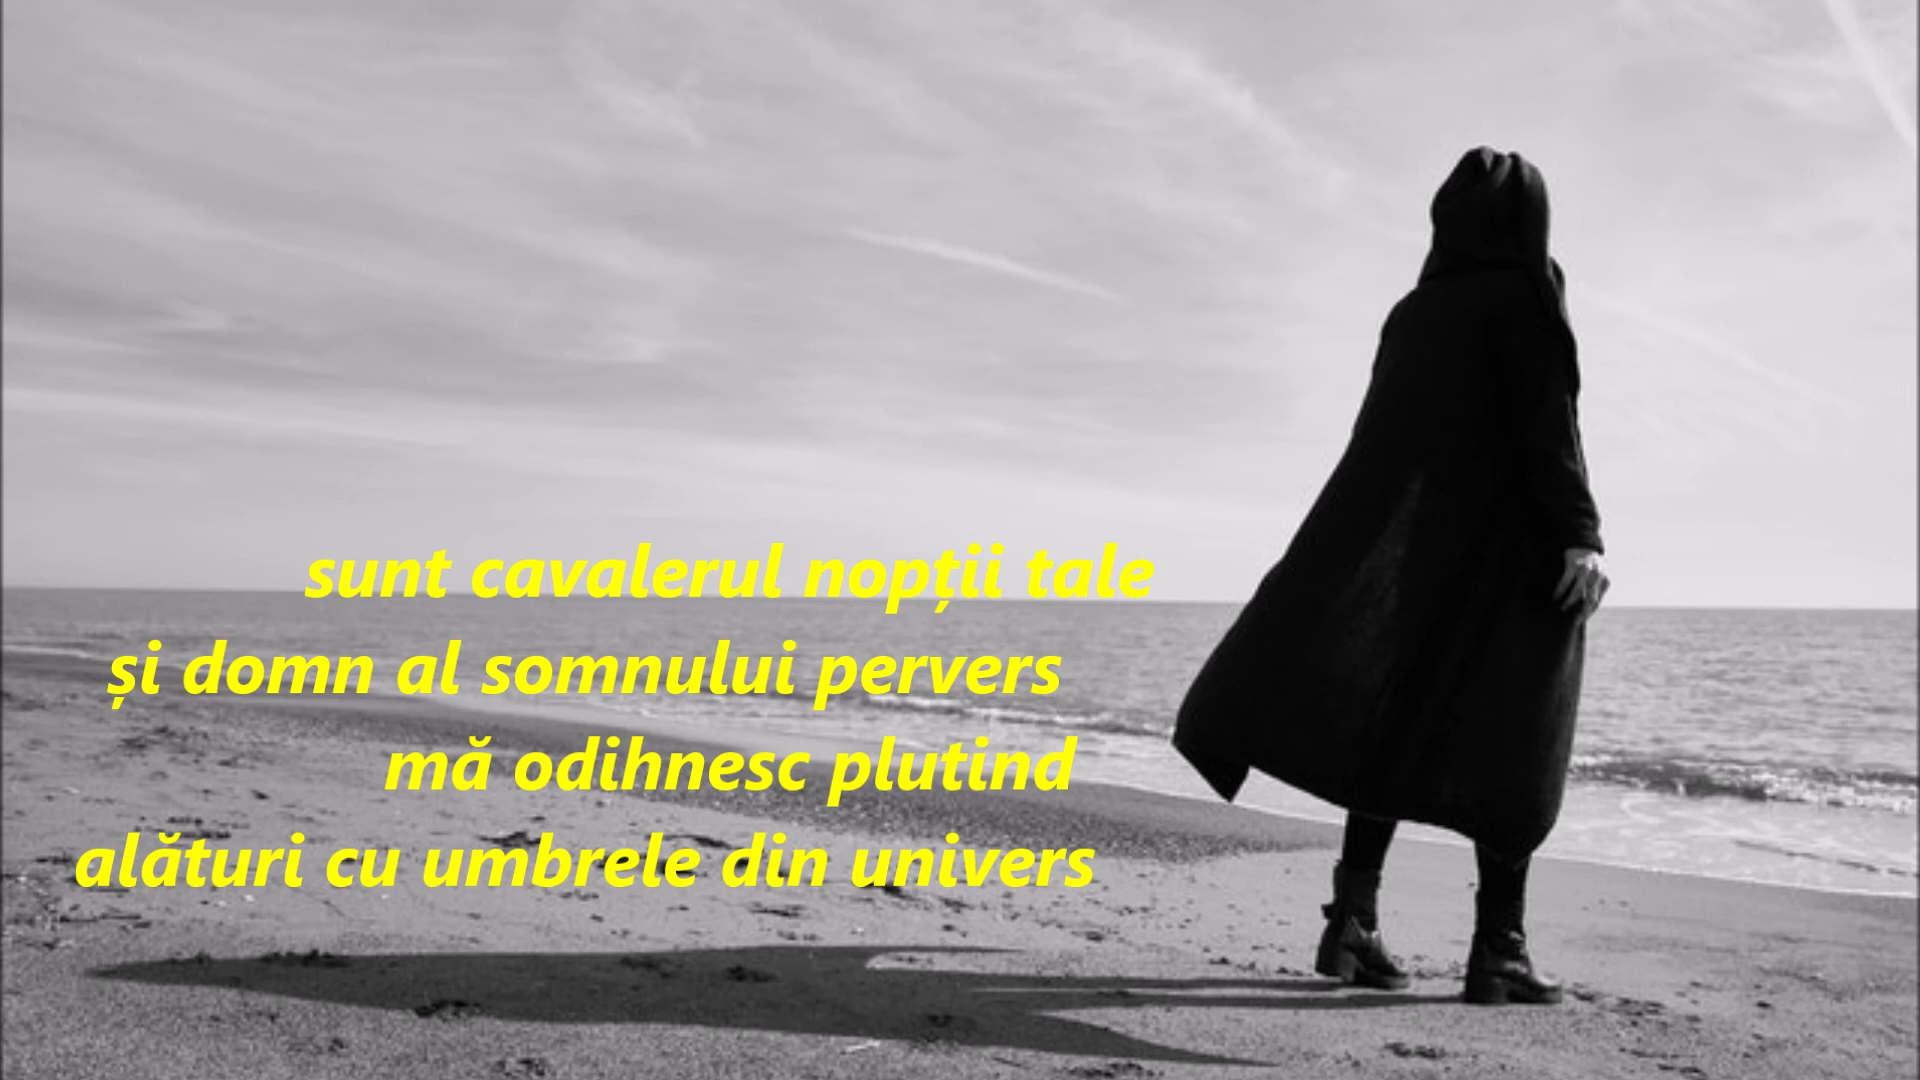 sunt cavalerul nopții tale
și domn al somnului pervers
mă odihnesc plutind
alături cu umbrele din univers